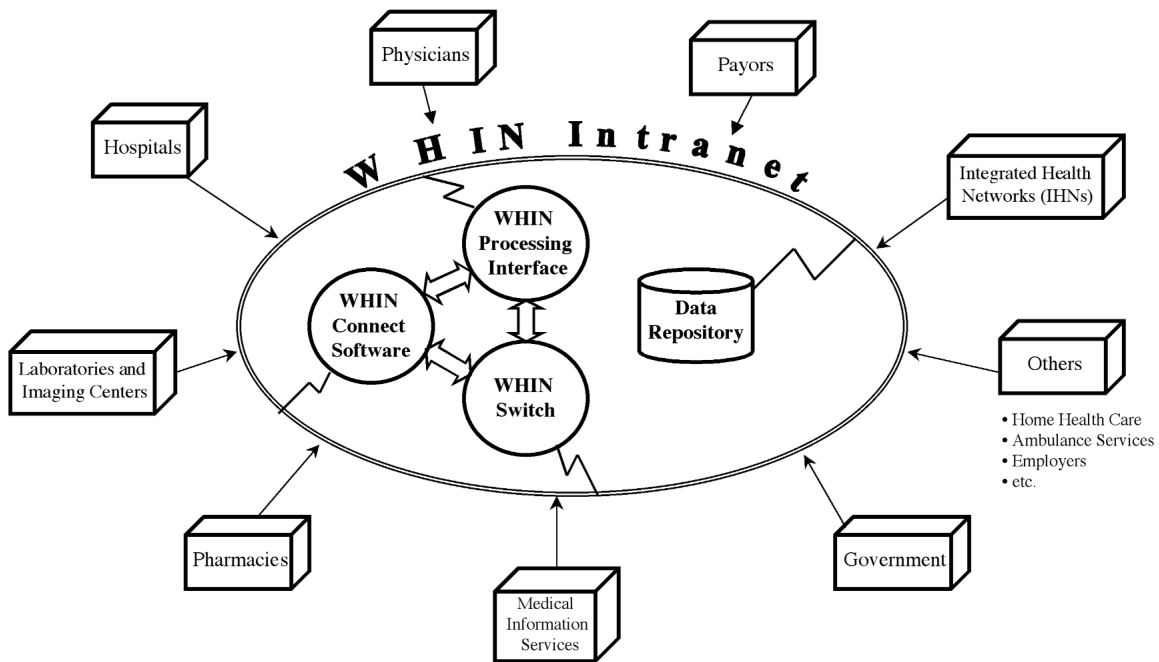 Physicians
Payors
Hospitals
WHIN Intranet
Integrated Health
Networks (IHNs)
WHIN
Processing
Interface
WHIN
Connect
Software
Data
Repository
Laboratories and
Imaging Centers
WHIN
Switch
Others
• Home Health Care
• Ambulance Services
• Employers
• etc.
Pharmacies
Government
Medical
Information
Services